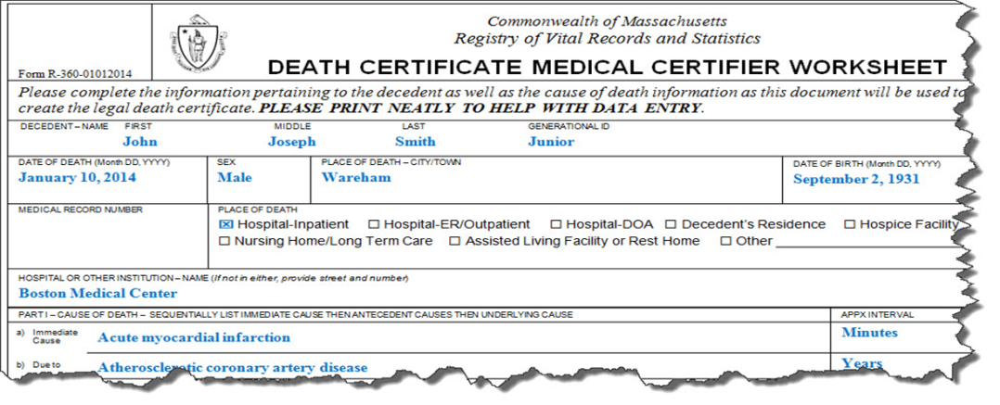 Commonwealth of Massachusetts
Registry of Vital Records and Statistics
Form R-360-01012014
DEATH CERTIFICATE MEDICAL CERTIFIER WORKSHEET
Please complete the information pertaining to the decedent as well as the cause of death information as this document will be used to
create the legal death certificate. PLEASE PRINT NEATLY TO HELP WITH DATA ENTRY.
DECEDENT – NAME FIRST MIDDLE LAST GENERATIONAL ID
John Joseph Smith Junior
DATE OF DEATH (Month DD, YYYY) SEX PLACE OF DEATH – CITY/TOWN DATE OF BIRTH (Month DD, YYYY)
January 10, 2014 Male Wareham September 2, 1931
MEDICAL RECORD NUMBER PLACE OF DEATH
☒ Hospital-Inpatient ☐ Hospital-ER/Outpatient ☐ Hospital-DOA ☐ Decedent's Residence ☐ Hospice Facility
☐ Nursing Home/Long Term Care ☐ Assisted Living Facility or Rest Home ☐ Other
HOSPITAL OR OTHER INSTITUTION – NAME (If not in either, provide street and number)
Boston Medical Center
PART I – CAUSE OF DEATH – SEQUENTIALLY LIST IMMEDIATE CAUSE THEN ANTECEDENT CAUSES THEN UNDERLYING CAUSE APPX INTERVAL
a) Immediate Cause Acute myocardial infarction Minutes
b) Due to Atherosclerotic coronary artery disease Years